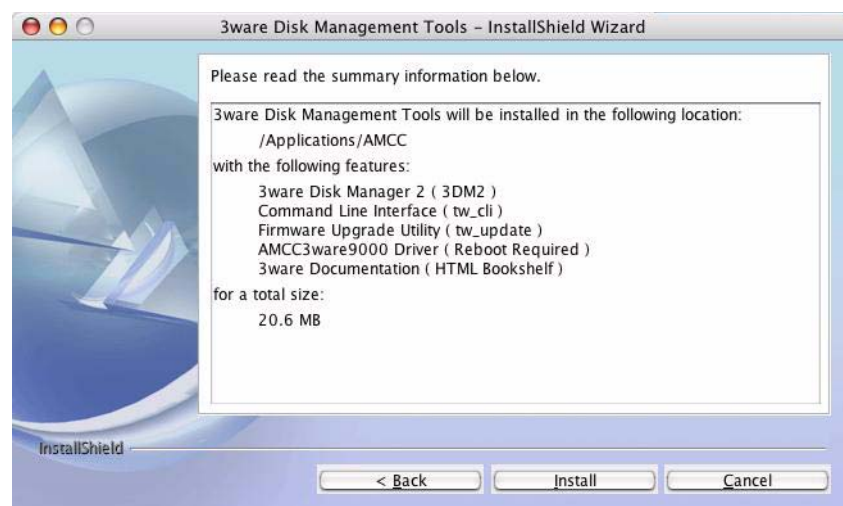 3ware Disk Management Tools – InstallShield Wizard
Please read the summary information below.
3ware Disk Management Tools will be installed in the following location:
/Applications/AMCC
with the following features:
3ware Disk Manager 2 ( 3DM2 )
Command Line Interface ( tw_cli )
Firmware Upgrade Utility ( tw_update )
AMCC3ware9000 Driver ( Reboot Required )
3ware Documentation ( HTML Bookshelf )
for a total size:
20.6 MB
InstallShield
< Back Install Cancel